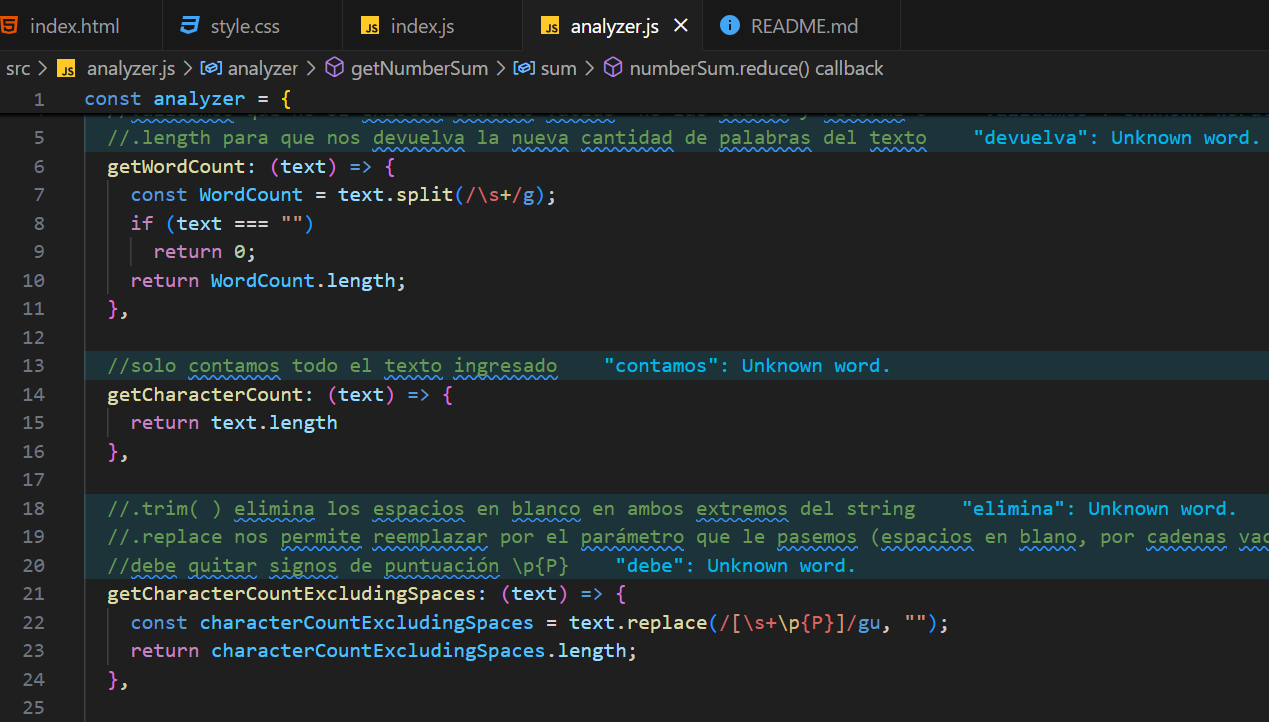 index.html style.css JS index.js JS analyzer.js README.md
src > JS analyzer.js > analyzer > getNumberSum > sum > numberSum.reduce() callback
1 const analyzer = {
5 //.length para que nos devuelva la nueva cantidad de palabras del texto "devuelva": Unknown word.
6 getWordCount: (text) => {
7 const WordCount = text.split(/\s+/g);
8 if (text === "")
9 return 0;
10 return WordCount.length;
11 },
12
13 //solo contamos todo el texto ingresado "contamos": Unknown word.
14 getCharacterCount: (text) => {
15 return text.length
16 },
17
18 //.trim( ) elimina los espacios en blanco en ambos extremos del string "elimina": Unknown word.
19 //.replace nos permite reemplazar por el parámetro que le pasemos (espacios en blano, por cadenas vac
20 //debe quitar signos de puntuación \p{P} "debe": Unknown word.
21 getCharacterCountExcludingSpaces: (text) => {
22 const characterCountExcludingSpaces = text.replace(/[\s+\p{P}]/gu, "");
23 return characterCountExcludingSpaces.length;
24 },
25